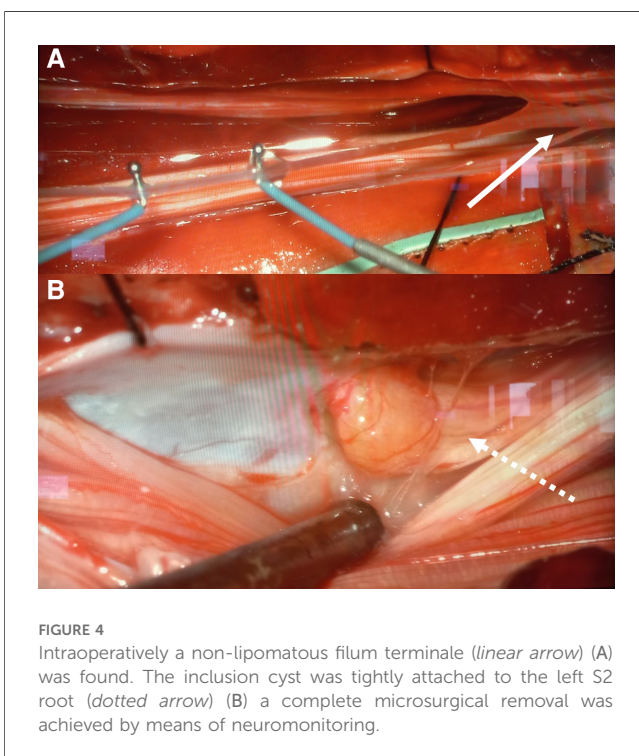 A
B
FIGURE 4
Intraoperatively a non-lipomatous filum terminale (linear arrow) (A)
was found. The inclusion cyst was tightly attached to the left S2
root (dotted arrow) (B) a complete microsurgical removal was
achieved by means of neuromonitoring.